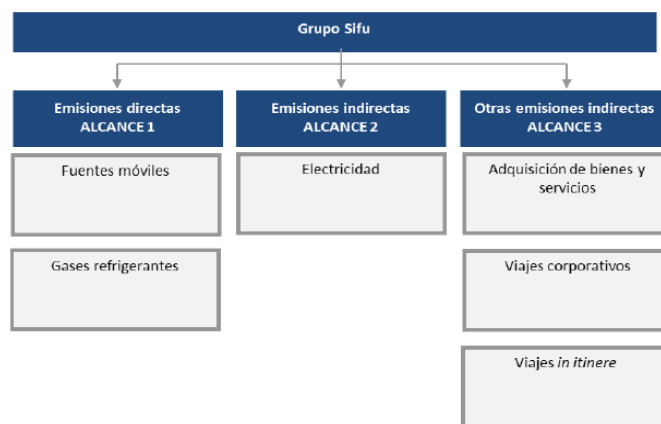 Grupo Sifu
Emisiones directas
ALCANCE 1
Emisiones indirectas
ALCANCE 2
Otras emisiones indirectas
ALCANCE 3
Fuentes móviles
Electricidad
Adquisición de bienes y
servicios
Gases refrigerantes
Viajes corporativos
Viajes in itinere